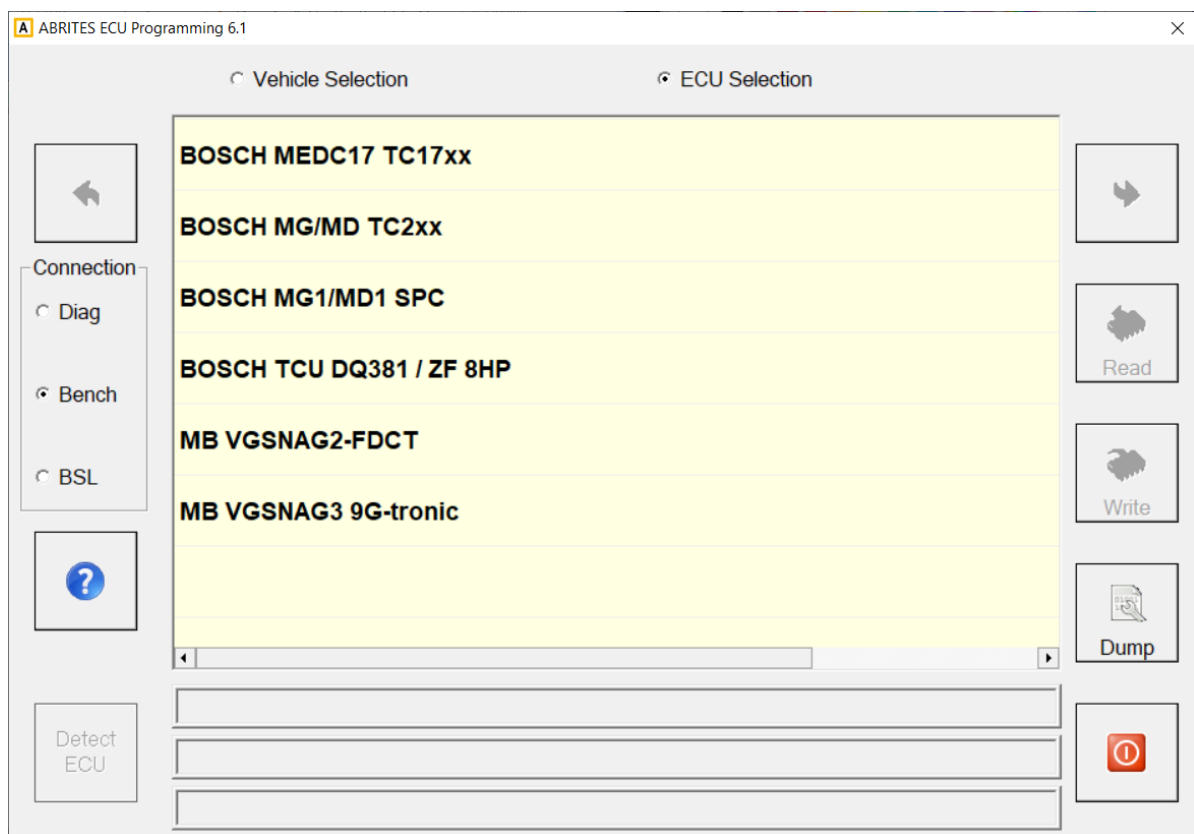 A ABRITES ECU Programming 6.1
Vehicle Selection
ECU Selection
BOSCH MEDC17 TC17xx
BOSCH MG/MD TC2xx
BOSCH MG1/MD1 SPC
BOSCH TCU DQ381 / ZF 8HP
MB VGSNAG2-FDCT
MB VGSNAG3 9G-tronic
Connection
Diag
Bench
BSL
?
Detect
ECU
Read
Write
Dump